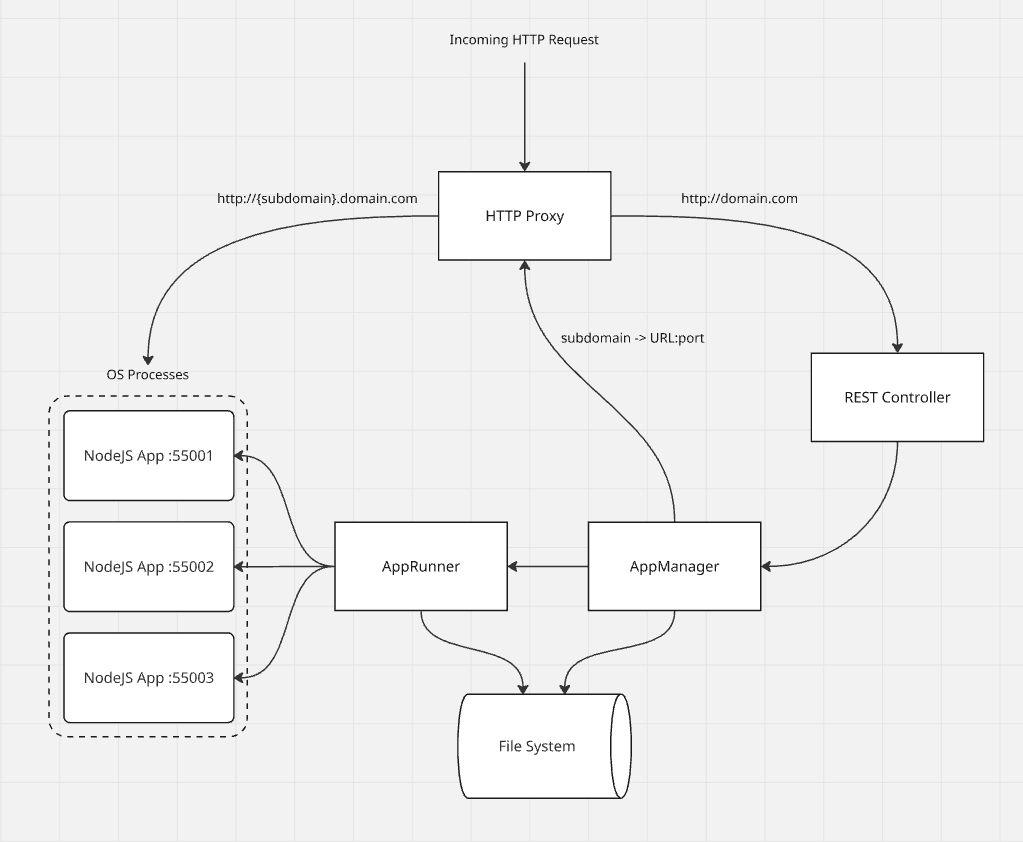 Incoming HTTP Request
http://{subdomain}.domain.com
HTTP Proxy
http://domain.com
subdomain -> URL:port
OS Processes
REST Controller
NodeJS App :55001
NodeJS App :55002
AppRunner
AppManager
NodeJS App :55003
File System